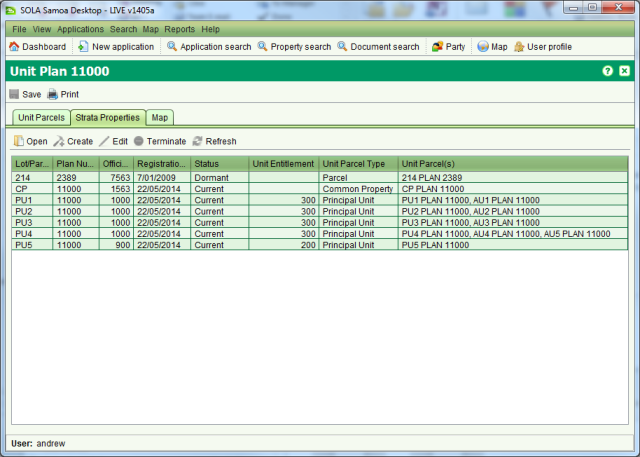 SOLA Samoa Desktop - LIVE v1405a
File View Applications Search Map Reports Help
Dashboard New application Application search Property search Document search Party Map User profile
Unit Plan 11000
Save Print
Unit Parcels Strata Properties Map
Open Create Edit Terminate Refresh
Lot/Par... Plan Nu... Offici... Registratio... Status Unit Entitlement Unit Parcel Type Unit Parcel(s)
214 2389 7563 7/01/2009 Dormant Parcel 214 PLAN 2389
CP 11000 1563 22/05/2014 Current Common Property CP PLAN 11000
PU1 11000 1000 22/05/2014 Current 300 Principal Unit PU1 PLAN 11000, AU1 PLAN 11000
PU2 11000 1000 22/05/2014 Current 300 Principal Unit PU2 PLAN 11000, AU2 PLAN 11000
PU3 11000 1000 22/05/2014 Current 300 Principal Unit PU3 PLAN 11000, AU3 PLAN 11000
PU4 11000 1000 22/05/2014 Current 300 Principal Unit PU4 PLAN 11000, AU4 PLAN 11000, AU5 PLAN 11000
PU5 11000 900 22/05/2014 Current 200 Principal Unit PU5 PLAN 11000
User: andrew